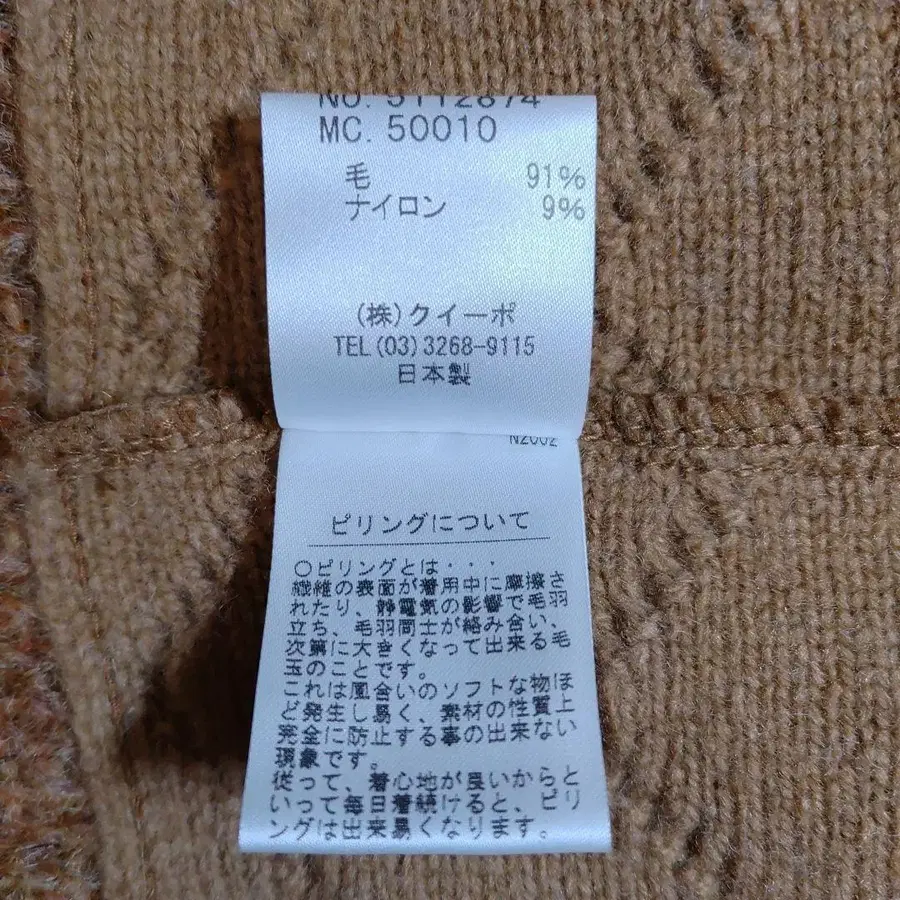 NO. 5112874
MC. 50010
毛 91%
ナイロン 9%
(株)クイーポ
TEL(03)3268-9115
日本製
N2002
ピリングについて
〇ピリングとは・・・
繊維の表面が着用中に摩擦さ
れたり、静電気の影響で毛羽
立ち、毛羽同士が絡み合い、
次第に大きくなって出来る毛
玉のことです。
これは風合いのソフトな物ほ
ど発生し易く、素材の性質上
完全に防止する事の出来ない
現象です。
従って、着心地が良いからと
いって毎日着続けると、ピリ
ングは出来易くなります。